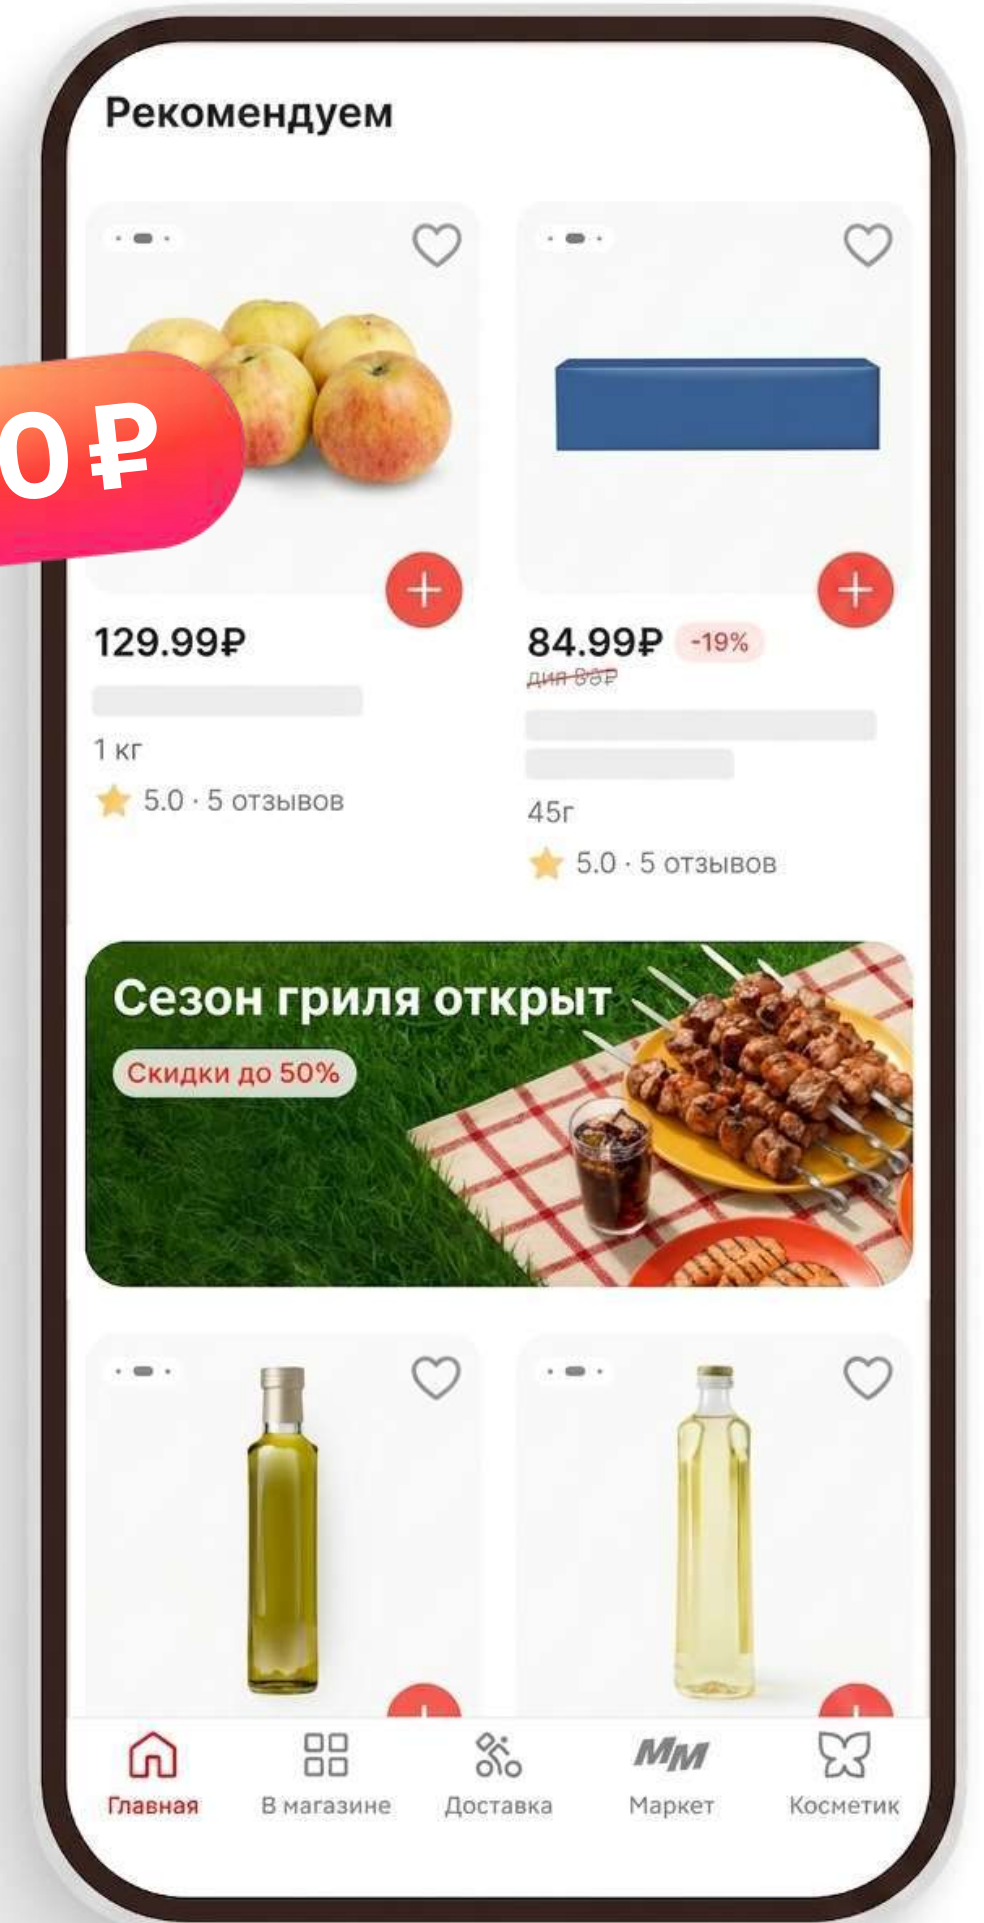 Рекомендуем
0₽
129.99₽
84.99₽ -19%
1 кг
45г
5.0 · 5 отзывов
5.0 · 5 отзывов
Сезон гриля открыт
Скидки до 50%
Главная
В магазине
Доставка
ММ
Маркет
Косметик